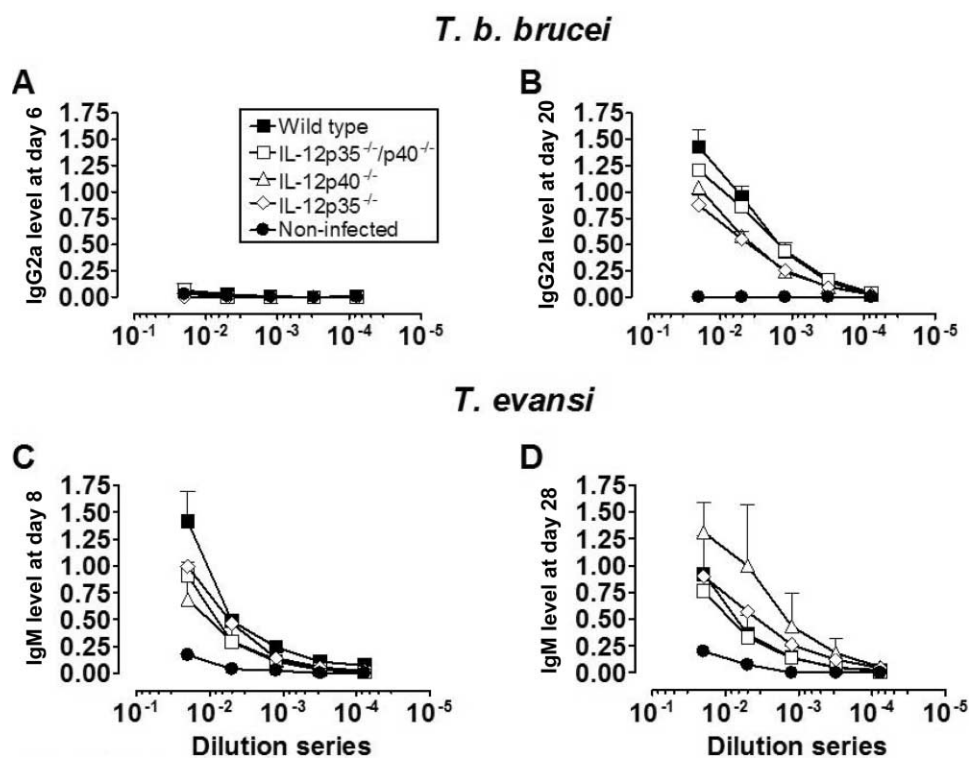 T. b. brucei
A
IgG2a level at day 6
1.75
1.50
1.25
1.00
0.75
0.50
0.25
0.00
10⁻¹ 10⁻² 10⁻³ 10⁻⁴ 10⁻⁵
Wild type
IL-12p35⁻/⁻/p40⁻/⁻
IL-12p40⁻/⁻
IL-12p35⁻/⁻
Non-infected
B
IgG2a level at day 20
1.75
1.50
1.25
1.00
0.75
0.50
0.25
0.00
10⁻¹ 10⁻² 10⁻³ 10⁻⁴ 10⁻⁵
T. evansi
C
IgM level at day 8
1.75
1.50
1.25
1.00
0.75
0.50
0.25
0.00
10⁻¹ 10⁻² 10⁻³ 10⁻⁴ 10⁻⁵
Dilution series
D
IgM level at day 28
1.75
1.50
1.25
1.00
0.75
0.50
0.25
0.00
10⁻¹ 10⁻² 10⁻³ 10⁻⁴ 10⁻⁵
Dilution series